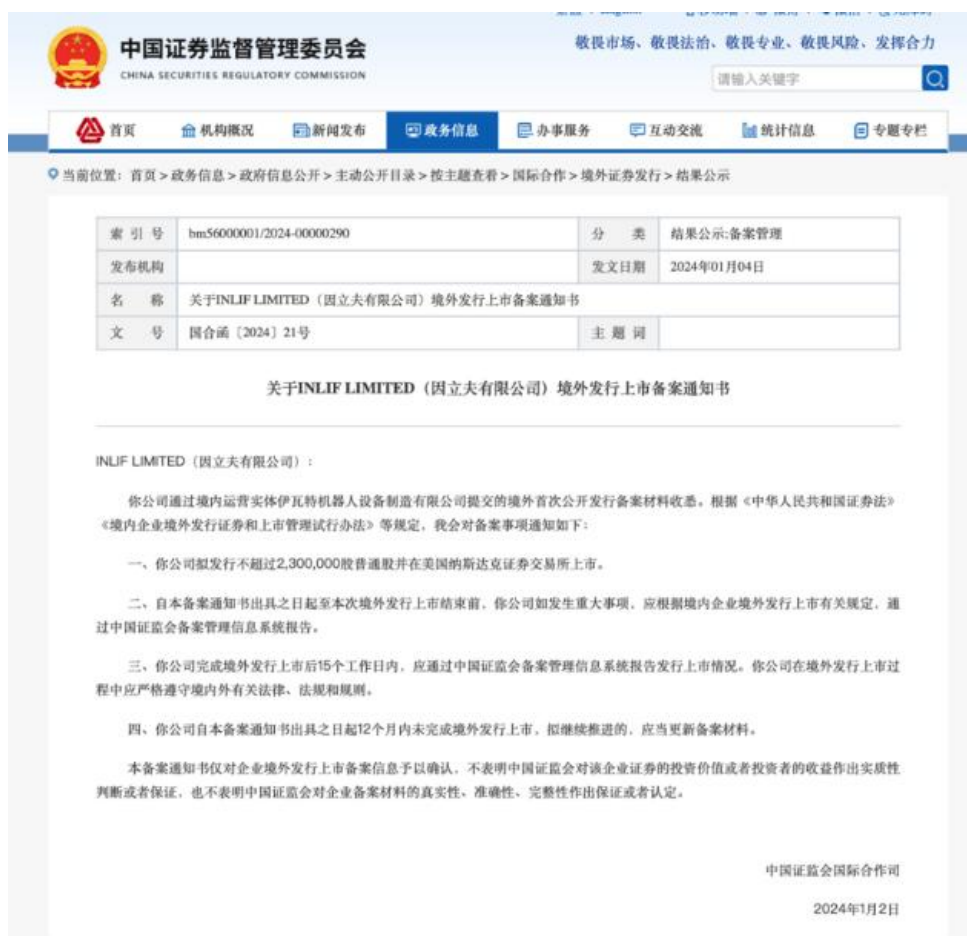 中国证券监督管理委员会
CHINA SECURITIES REGULATORY COMMISSION
敬畏市场、敬畏法治、敬畏专业、敬畏风险、发挥合力
请输入关键字
首页 机构概况 新闻发布 政务信息 办事服务 互动交流 统计信息 专题专栏
当前位置：首页>政务信息>政府信息公开>主动公开目录>按主题查看>国际合作>境外证券发行>结果公示
索引号 bm56000001/2024-00000290 分类 结果公示;备案管理
发布机构 发文日期 2024年01月04日
名称 关于INLIF LIMITED（因立夫有限公司）境外发行上市备案通知书
文号 国合函〔2024〕21号 主题词
关于INLIF LIMITED（因立夫有限公司）境外发行上市备案通知书
INLIF LIMITED（因立夫有限公司）:
你公司通过境内运营实体伊瓦特机器人设备制造有限公司提交的境外首次公开发行备案材料收悉。根据《中华人民共和国证券法》
《境内企业境外发行证券和上市管理试行办法》等规定，我会对备案事项通知如下:
一、你公司拟发行不超过2,300,000股普通股并在美国纳斯达克证券交易所上市。
二、自本备案通知书出具之日起至本次境外发行上市结束前，你公司如发生重大事项，应根据境内企业境外发行上市有关规定，通
过中国证监会备案管理信息系统报告。
三、你公司完成境外发行上市后15个工作日内，应通过中国证监会备案管理信息系统报告发行上市情况。你公司在境外发行上市过
程中应严格遵守境内外有关法律、法规和规则。
四、你公司自本备案通知书出具之日起12个月内未完成境外发行上市，拟继续推进的，应当更新备案材料。
本备案通知书仅对企业境外发行上市备案信息予以确认，不表明中国证监会对该企业证券的投资价值或者投资者的收益作出实质性
判断或者保证，也不表明中国证监会对企业备案材料的真实性、准确性、完整性作出保证或者认定。
中国证监会国际合作司
2024年1月2日